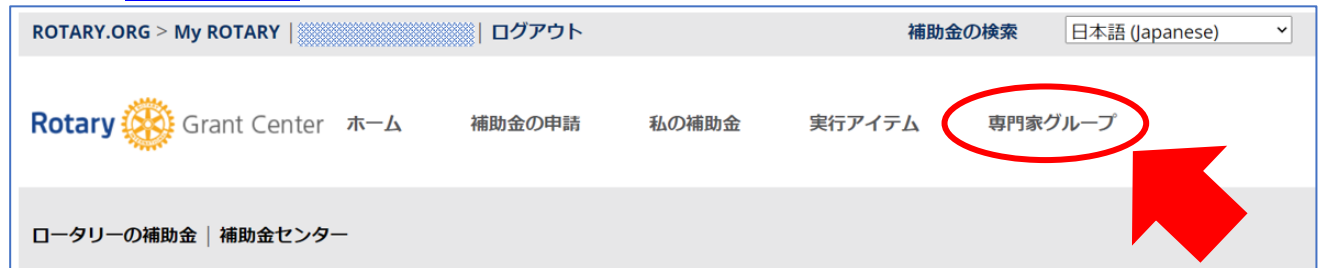 ROTARY.ORG > My ROTARY | | ログアウト 補助金の検索 日本語 (Japanese)
Rotary Grant Center ホーム 補助金の申請 私の補助金 実行アイテム 専門家グループ
ロータリーの補助金 | 補助金センター